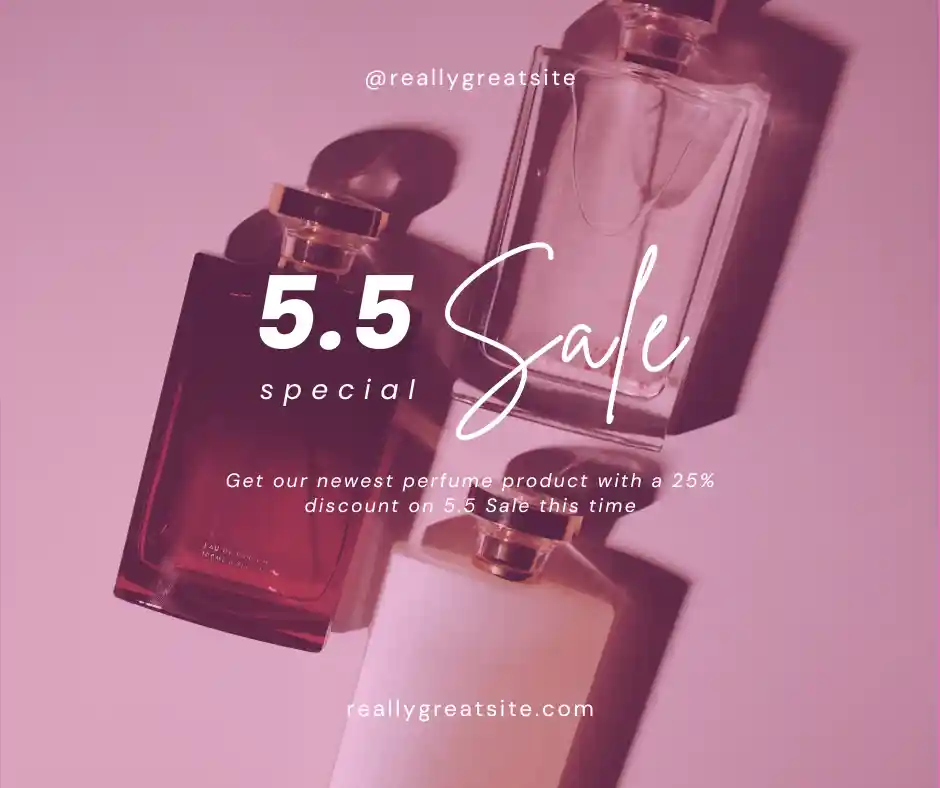 @reallygreatsite
5.5 Sale
special
Get our newest perfume product with a 25%
discount on 5.5 Sale this time
reallygreatsite.com